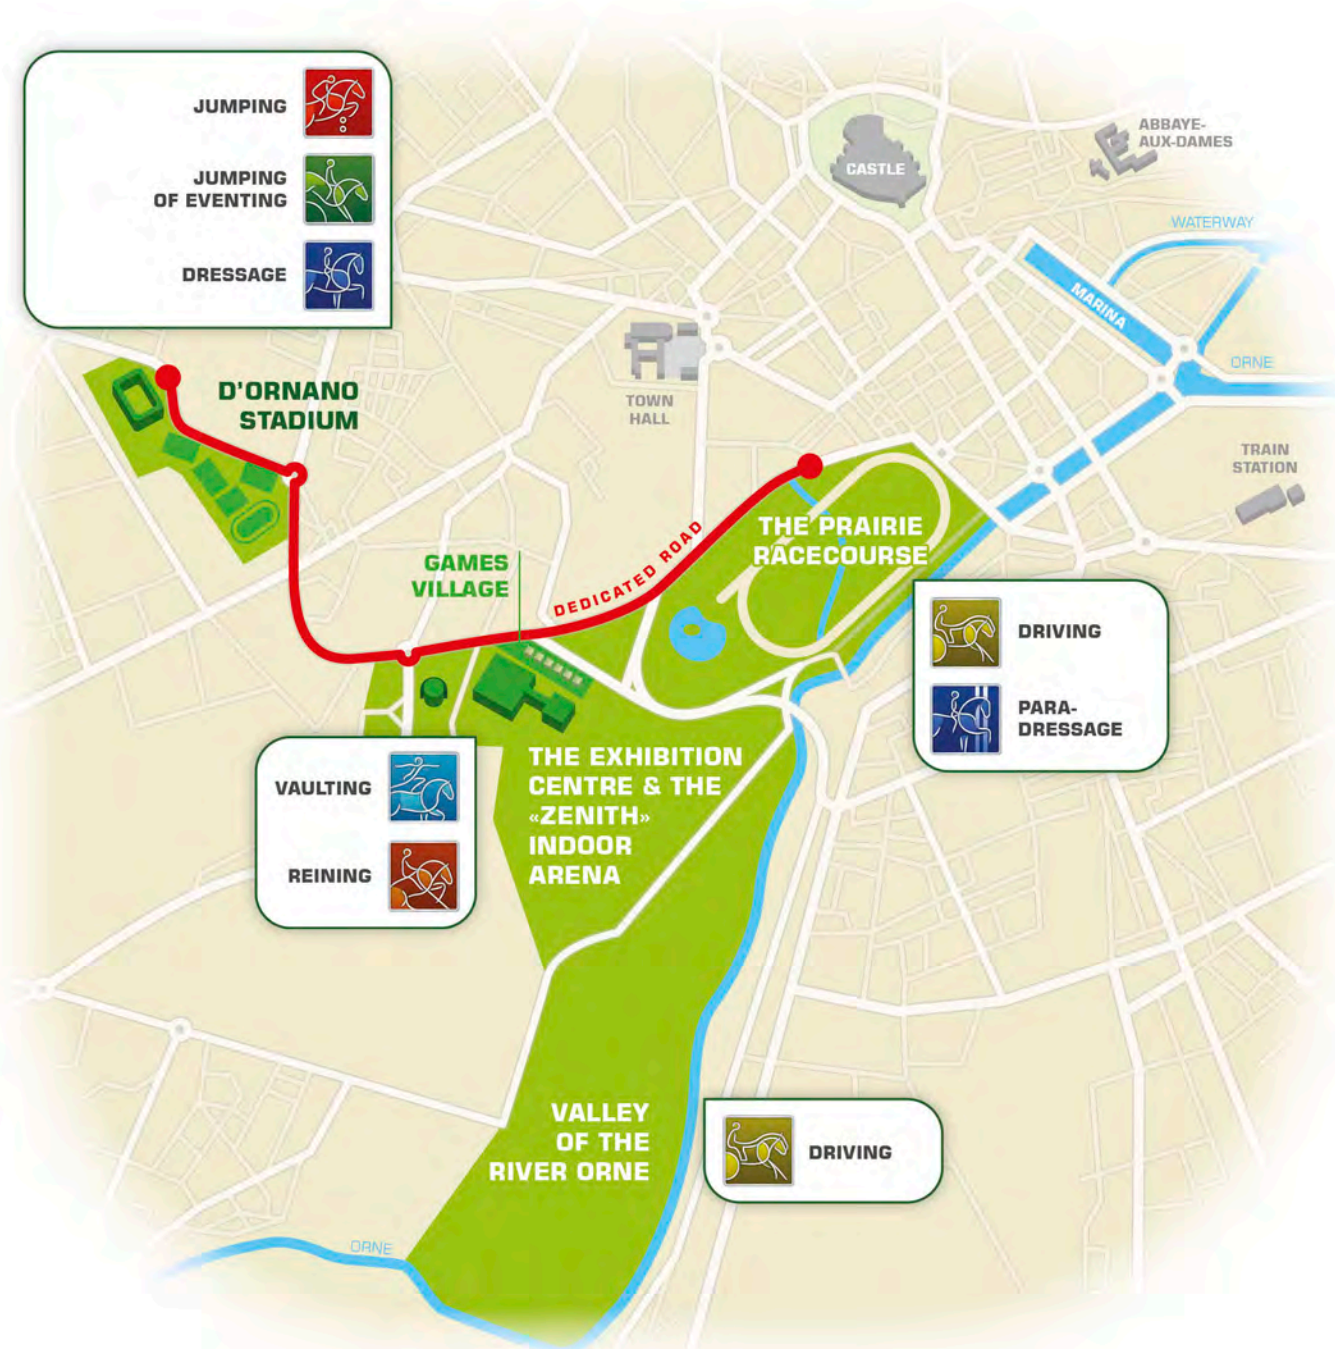 JUMPING
JUMPING
OF EVENTING
DRESSAGE
ABBAYE-
AUX-DAMES
CASTLE
WATERWAY
MARINA
ORNE
D'ORNANO
STADIUM
TOWN
HALL
TRAIN
STATION
THE PRAIRIE
RACECOURSE
GAMES
VILLAGE
DEDICATED ROAD
DRIVING
PARA-
DRESSAGE
THE EXHIBITION
CENTRE & THE
«ZENITH»
INDOOR
ARENA
VAULTING
REINING
VALLEY
OF THE
RIVER ORNE
DRIVING
ORNE